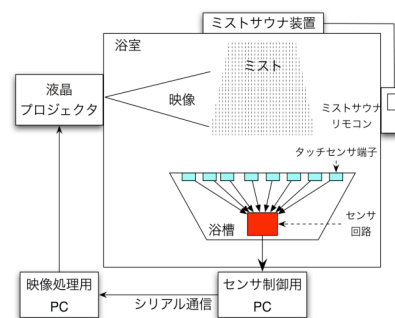 ミストサウナ装置
浴室
ミスト
液晶
プロジェクタ
映像
ミストサウナ
リモコン
タッチセンサ端子
センサ
回路
浴槽
映像処理用
PC
シリアル通信
センサ制御用
PC